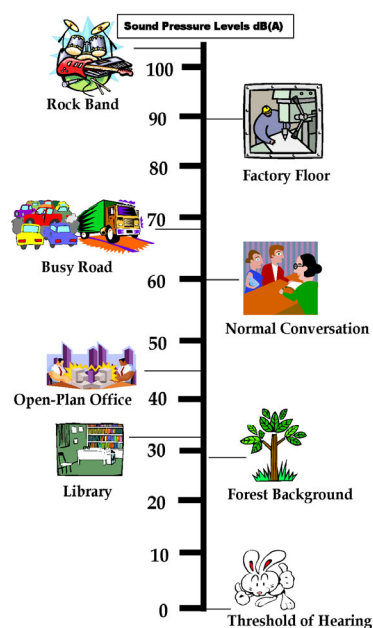 Sound Pressure Levels dB(A)
100
Rock Band
90
80
Factory Floor
70
Busy Road
60
Normal Conversation
50
Open-Plan Office
40
30
Library
Forest Background
20
10
0
Threshold of Hearing